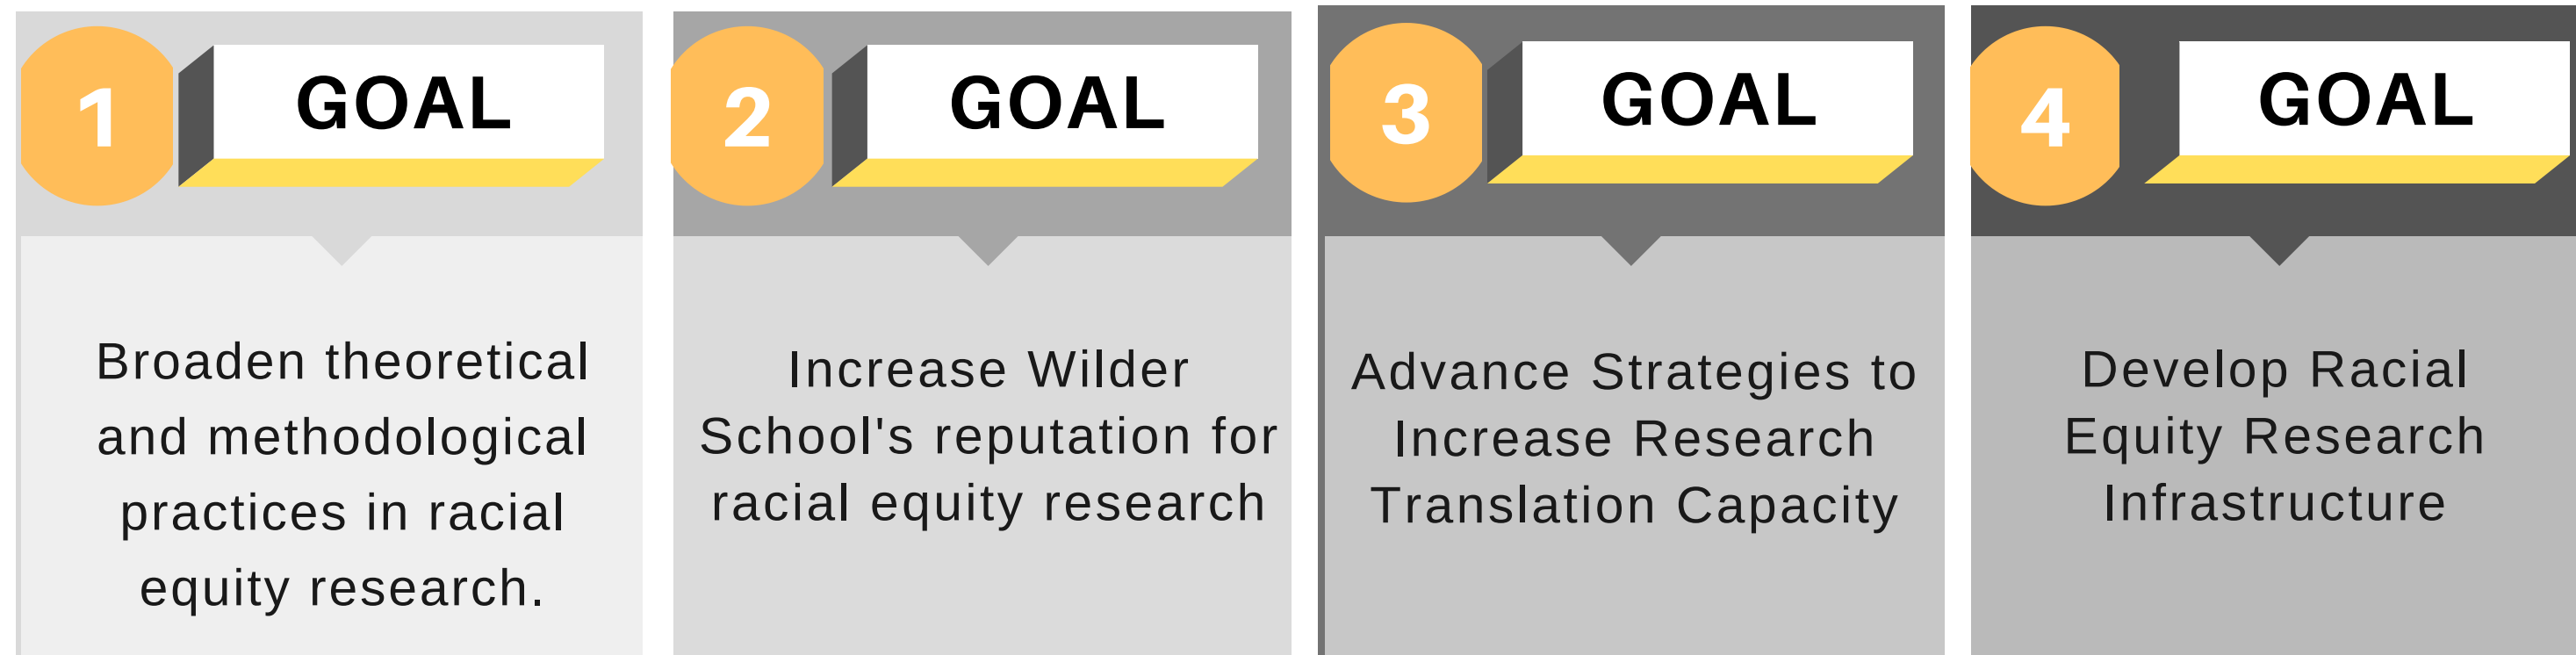 1 GOAL
Broaden theoretical
and methodological
practices in racial
equity research.
2 GOAL
Increase Wilder
School's reputation for
racial equity research
3 GOAL
Advance Strategies to
Increase Research
Translation Capacity
4 GOAL
Develop Racial
Equity Research
Infrastructure